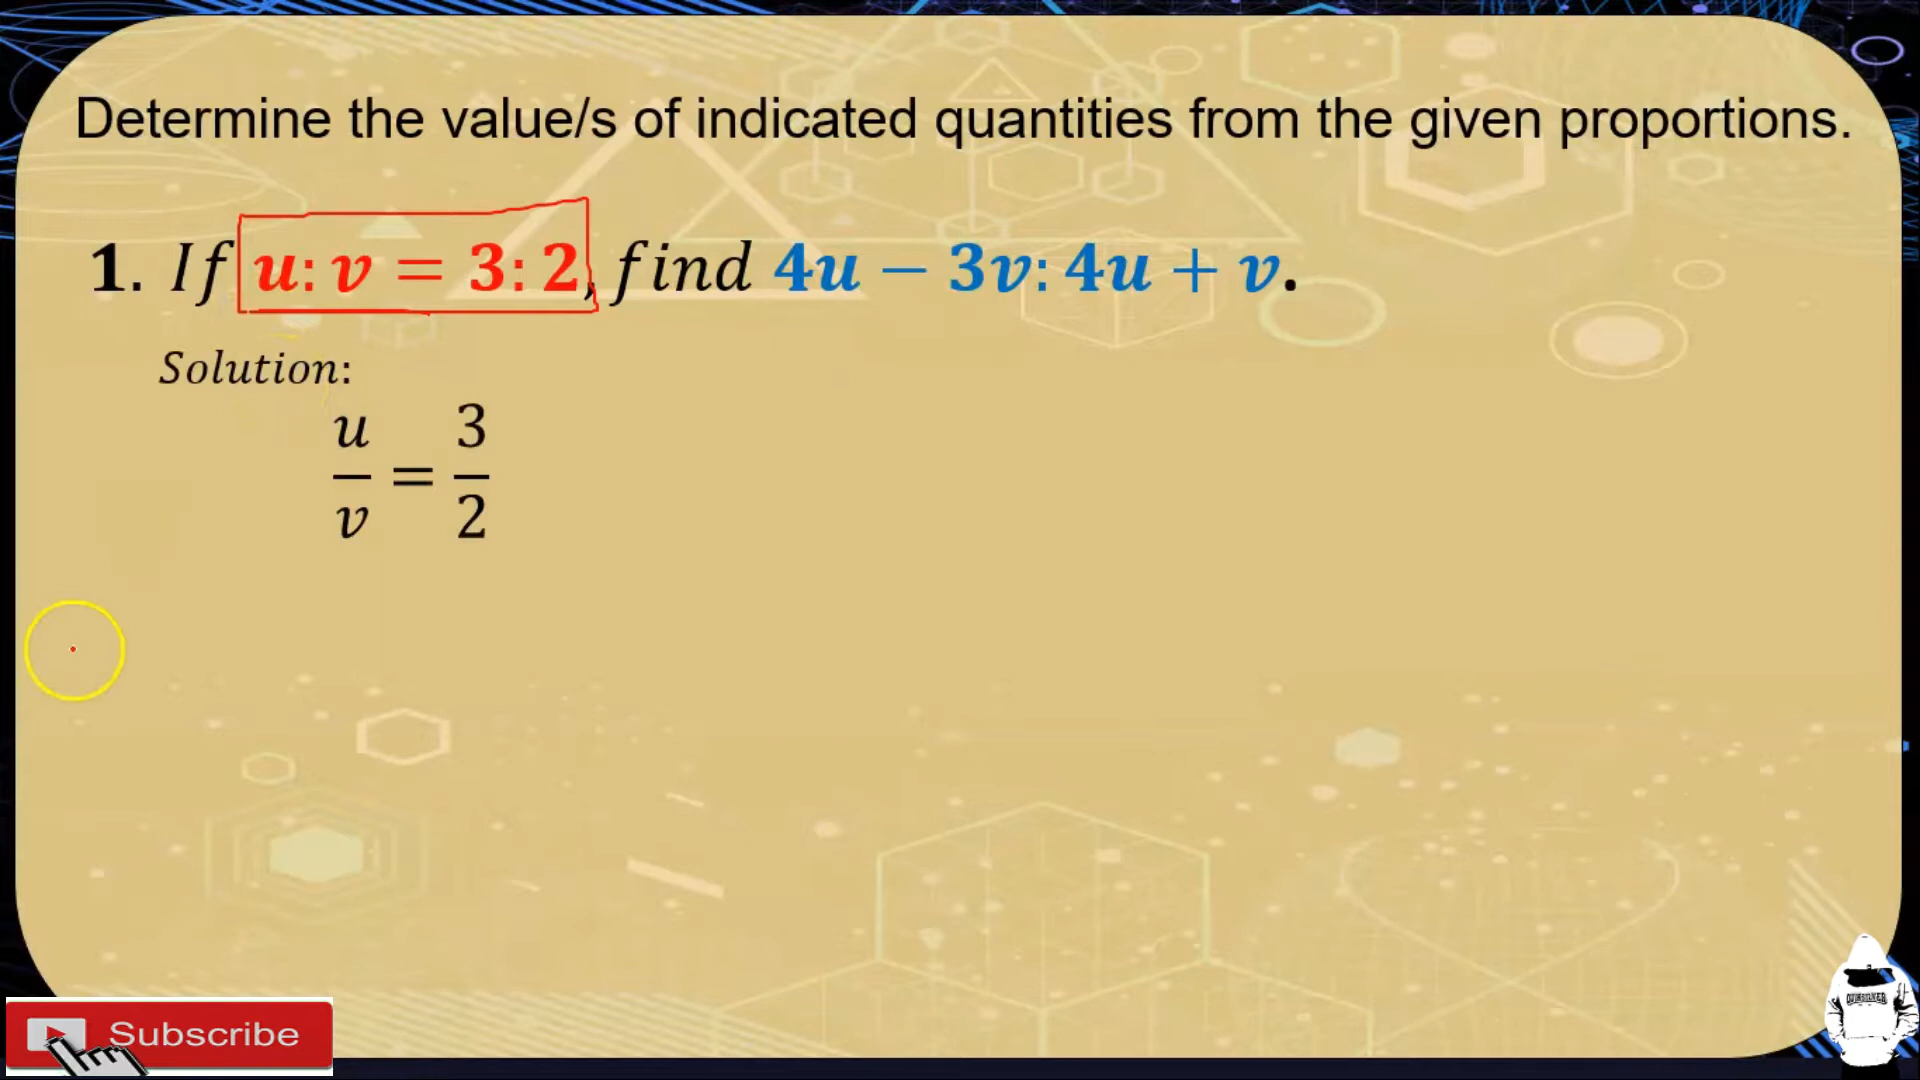 Determine the value/s of indicated quantities from the given proportions.
1. If u: v = 3: 2, find 4u − 3v: 4u + v.
Solution:
u/v = 3/2
Subscribe
QUIKSILVER